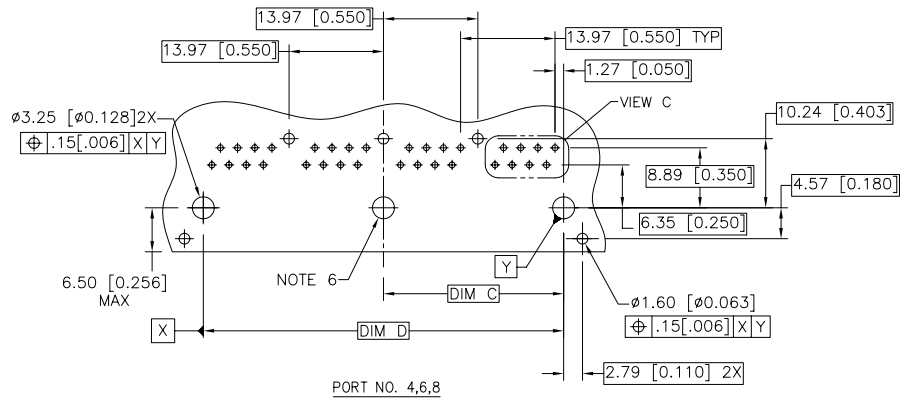 13.97 [0.550]
13.97 [0.550]
13.97 [0.550] TYP
1.27 [0.050]
VIEW C
10.24 [0.403]
ø3.25 [ø0.128]2X
⌖ .15[.006] X Y
8.89 [0.350]
4.57 [0.180]
6.35 [0.250]
6.50 [0.256]
MAX
NOTE 6
Y
DIM C
ø1.60 [ø0.063]
⌖ .15[.006] X Y
X
DIM D
2.79 [0.110] 2X
PORT NO. 4,6,8